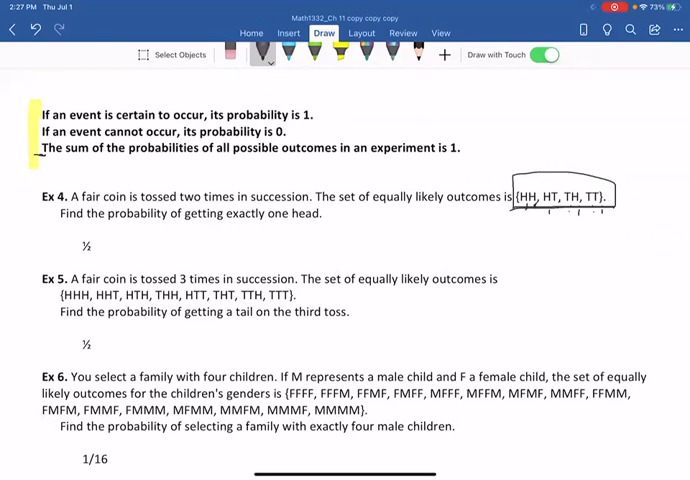 2:27 PM Thu Jul 1
Math1332_Ch 11 copy copy copy
73%
Home Insert Draw Layout Review View
Select Objects
Draw with Touch
If an event is certain to occur, its probability is 1.
If an event cannot occur, its probability is 0.
The sum of the probabilities of all possible outcomes in an experiment is 1.
Ex 4. A fair coin is tossed two times in succession. The set of equally likely outcomes is {HH, HT, TH, TT}.
Find the probability of getting exactly one head.
½
Ex 5. A fair coin is tossed 3 times in succession. The set of equally likely outcomes is
{HHH, HHT, HTH, THH, HTT, THT, TTH, TTT}.
Find the probability of getting a tail on the third toss.
½
Ex 6. You select a family with four children. If M represents a male child and F a female child, the set of equally
likely outcomes for the children's genders is {FFFF, FFFM, FFMF, FMFF, MFFF, MFFM, MFMF, MMFF, FFMM,
FMFM, FMMF, FMMM, MFMM, MMFM, MMMF, MMMM}.
Find the probability of selecting a family with exactly four male children.
1/16